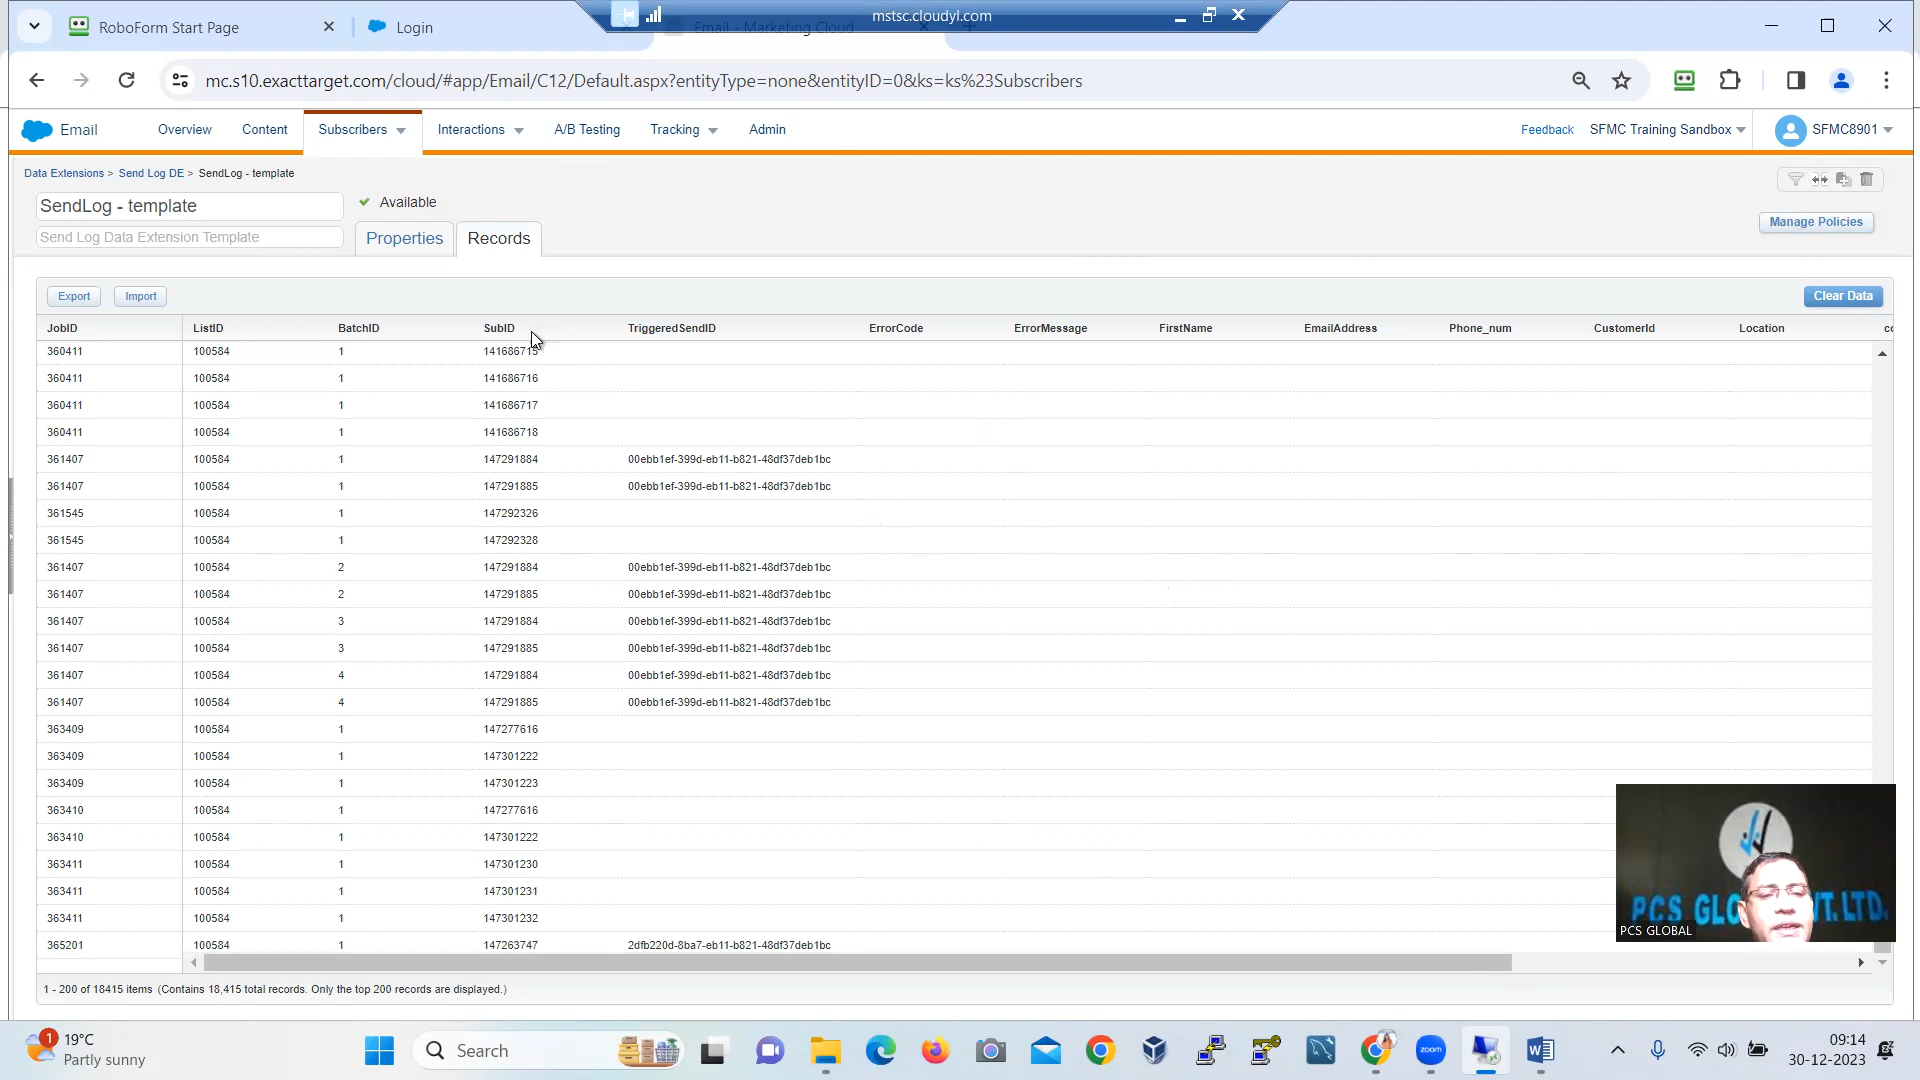 RoboForm Start Page
Login
Email - Marketing Cloud
mstsc.cloudyl.com
mc.s10.exacttarget.com/cloud/#app/Email/C12/Default.aspx?entityType=none&entityID=0&ks=ks%23Subscribers
Email Overview Content Subscribers Interactions A/B Testing Tracking Admin Feedback SFMC Training Sandbox SFMC8901
Data Extensions > Send Log DE > SendLog - template
SendLog - template
Available
Send Log Data Extension Template
Properties Records
Manage Policies
Export Import Clear Data
JobID ListID BatchID SubID TriggeredSendID ErrorCode ErrorMessage FirstName EmailAddress Phone_num CustomerId Location
360411 100584 1 141686715
360411 100584 1 141686716
360411 100584 1 141686717
360411 100584 1 141686718
361407 100584 1 147291884 00ebb1ef-399d-eb11-b821-48df37deb1bc
361407 100584 1 147291885 00ebb1ef-399d-eb11-b821-48df37deb1bc
361545 100584 1 147292326
361545 100584 1 147292328
361407 100584 2 147291884 00ebb1ef-399d-eb11-b821-48df37deb1bc
361407 100584 2 147291885 00ebb1ef-399d-eb11-b821-48df37deb1bc
361407 100584 3 147291884 00ebb1ef-399d-eb11-b821-48df37deb1bc
361407 100584 3 147291885 00ebb1ef-399d-eb11-b821-48df37deb1bc
361407 100584 4 147291884 00ebb1ef-399d-eb11-b821-48df37deb1bc
361407 100584 4 147291885 00ebb1ef-399d-eb11-b821-48df37deb1bc
363409 100584 1 147277616
363409 100584 1 147301222
363409 100584 1 147301223
363410 100584 1 147277616
363410 100584 1 147301222
363411 100584 1 147301230
363411 100584 1 147301231
363411 100584 1 147301232
365201 100584 1 147263747 2dfb220d-8ba7-eb11-b821-48df37deb1bc
1 - 200 of 18415 items (Contains 18,415 total records. Only the top 200 records are displayed.)
PCS GLOBAL
1
19°C
Partly sunny
Search
zoom
09:14
30-12-2023